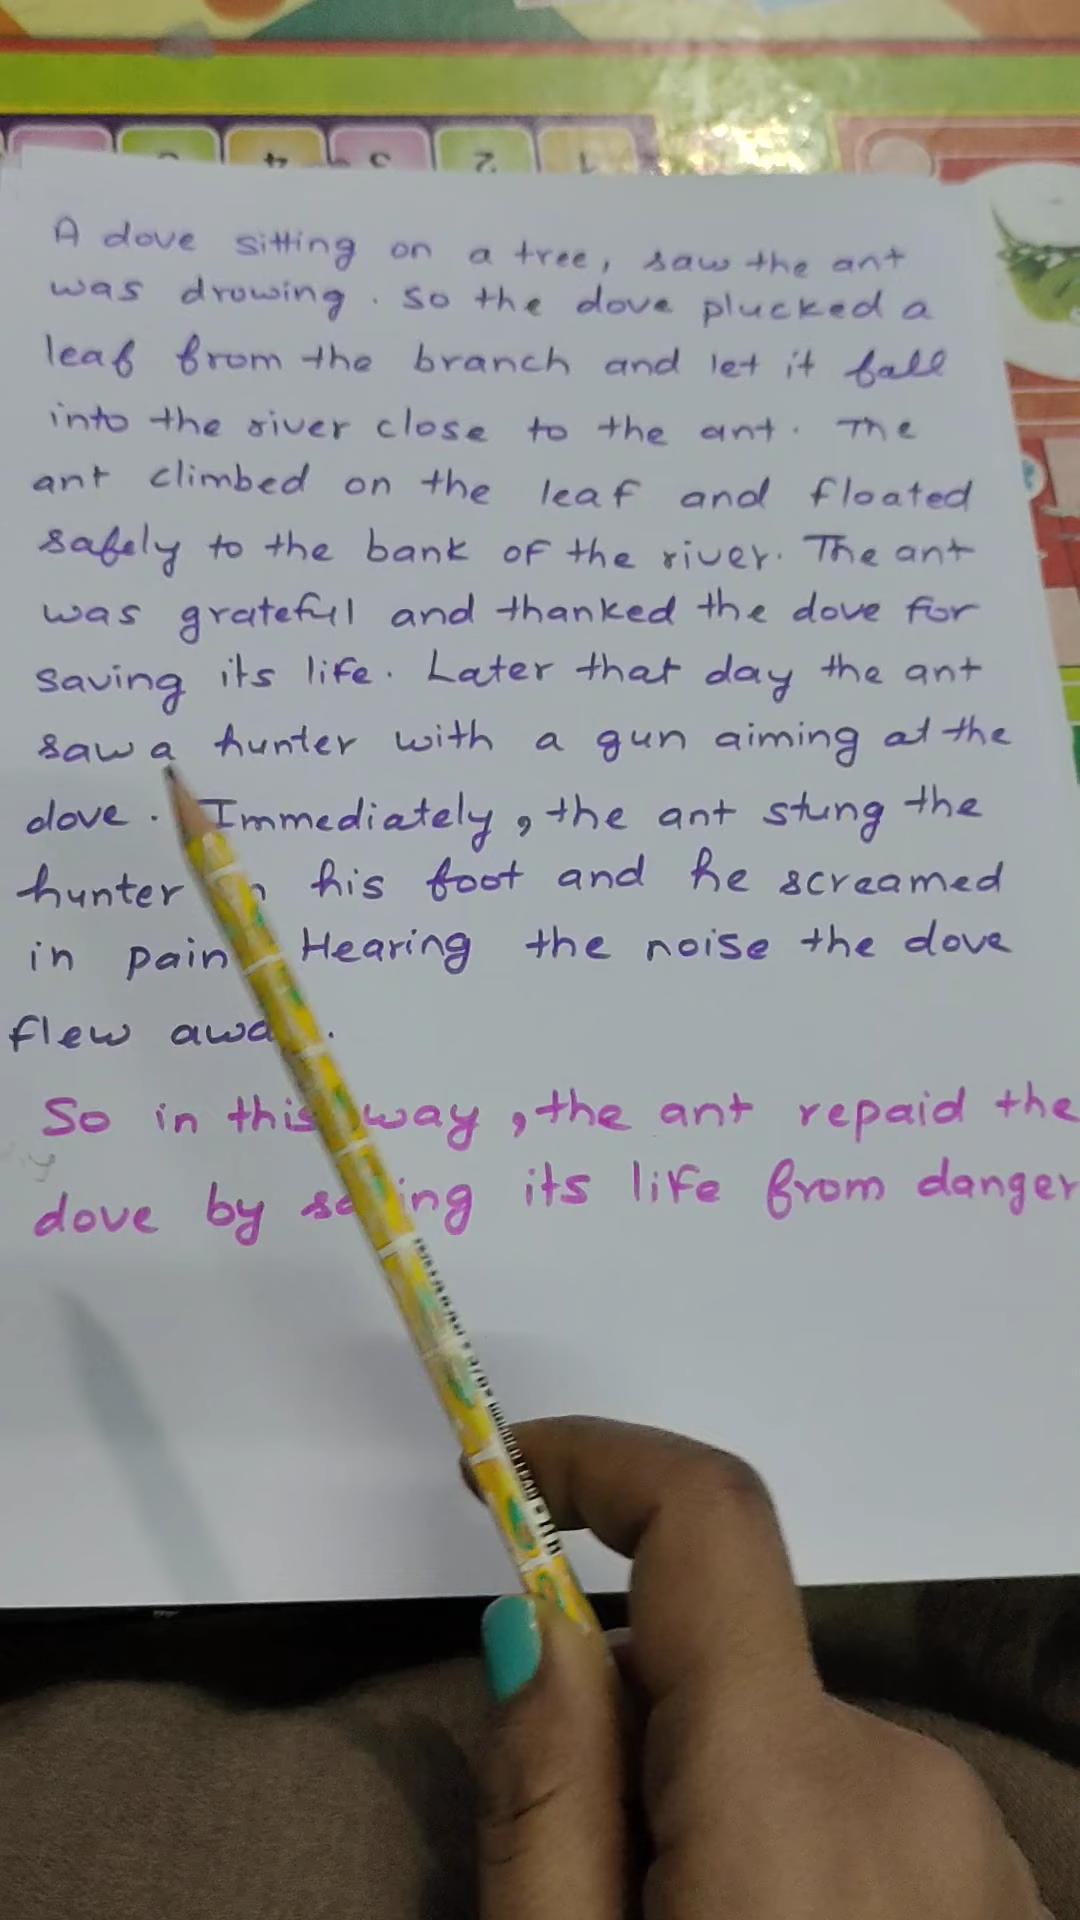 A dove sitting on a tree, saw the ant
was drowing. So the dove plucked a
leaf from the branch and let it fall
into the river close to the ant. The
ant climbed on the leaf and floated
safely to the bank of the river. The ant
was grateful and thanked the dove for
saving its life. Later that day the ant
saw a hunter with a gun aiming at the
dove. Immediately, the ant stung the
hunter his foot and he screamed
in pain Hearing the noise the dove
flew away.
So in this way, the ant repaid the
dove by saving its life from danger